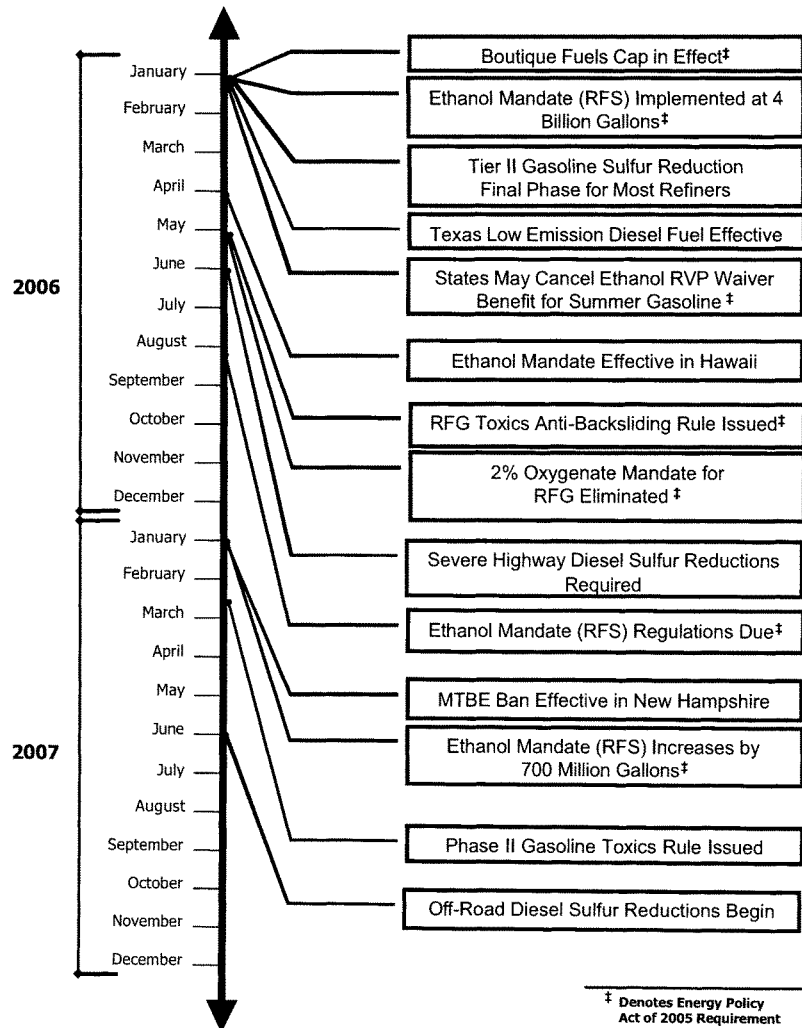 2006
January
February
March
April
May
June
July
August
September
October
November
December
2007
January
February
March
April
May
June
July
August
September
October
November
December
Boutique Fuels Cap in Effect‡
Ethanol Mandate (RFS) Implemented at 4
Billion Gallons‡
Tier II Gasoline Sulfur Reduction
Final Phase for Most Refiners
Texas Low Emission Diesel Fuel Effective
States May Cancel Ethanol RVP Waiver
Benefit for Summer Gasoline ‡
Ethanol Mandate Effective in Hawaii
RFG Toxics Anti-Backsliding Rule Issued‡
2% Oxygenate Mandate for
RFG Eliminated ‡
Severe Highway Diesel Sulfur Reductions
Required
Ethanol Mandate (RFS) Regulations Due‡
MTBE Ban Effective in New Hampshire
Ethanol Mandate (RFS) Increases by
700 Million Gallons‡
Phase II Gasoline Toxics Rule Issued
Off-Road Diesel Sulfur Reductions Begin
‡ Denotes Energy Policy
Act of 2005 Requirement